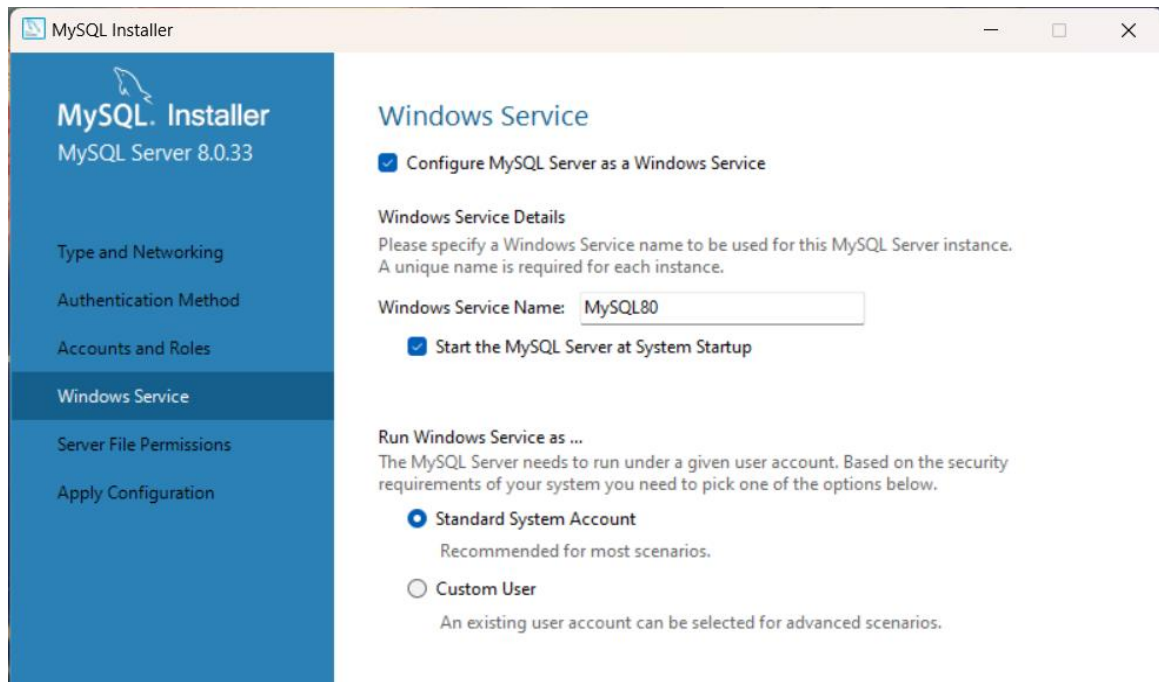 MySQL Installer
MySQL. Installer
MySQL Server 8.0.33
Type and Networking
Authentication Method
Accounts and Roles
Windows Service
Server File Permissions
Apply Configuration
Windows Service
Configure MySQL Server as a Windows Service
Windows Service Details
Please specify a Windows Service name to be used for this MySQL Server instance.
A unique name is required for each instance.
Windows Service Name: MySQL80
Start the MySQL Server at System Startup
Run Windows Service as ...
The MySQL Server needs to run under a given user account. Based on the security
requirements of your system you need to pick one of the options below.
Standard System Account
Recommended for most scenarios.
Custom User
An existing user account can be selected for advanced scenarios.